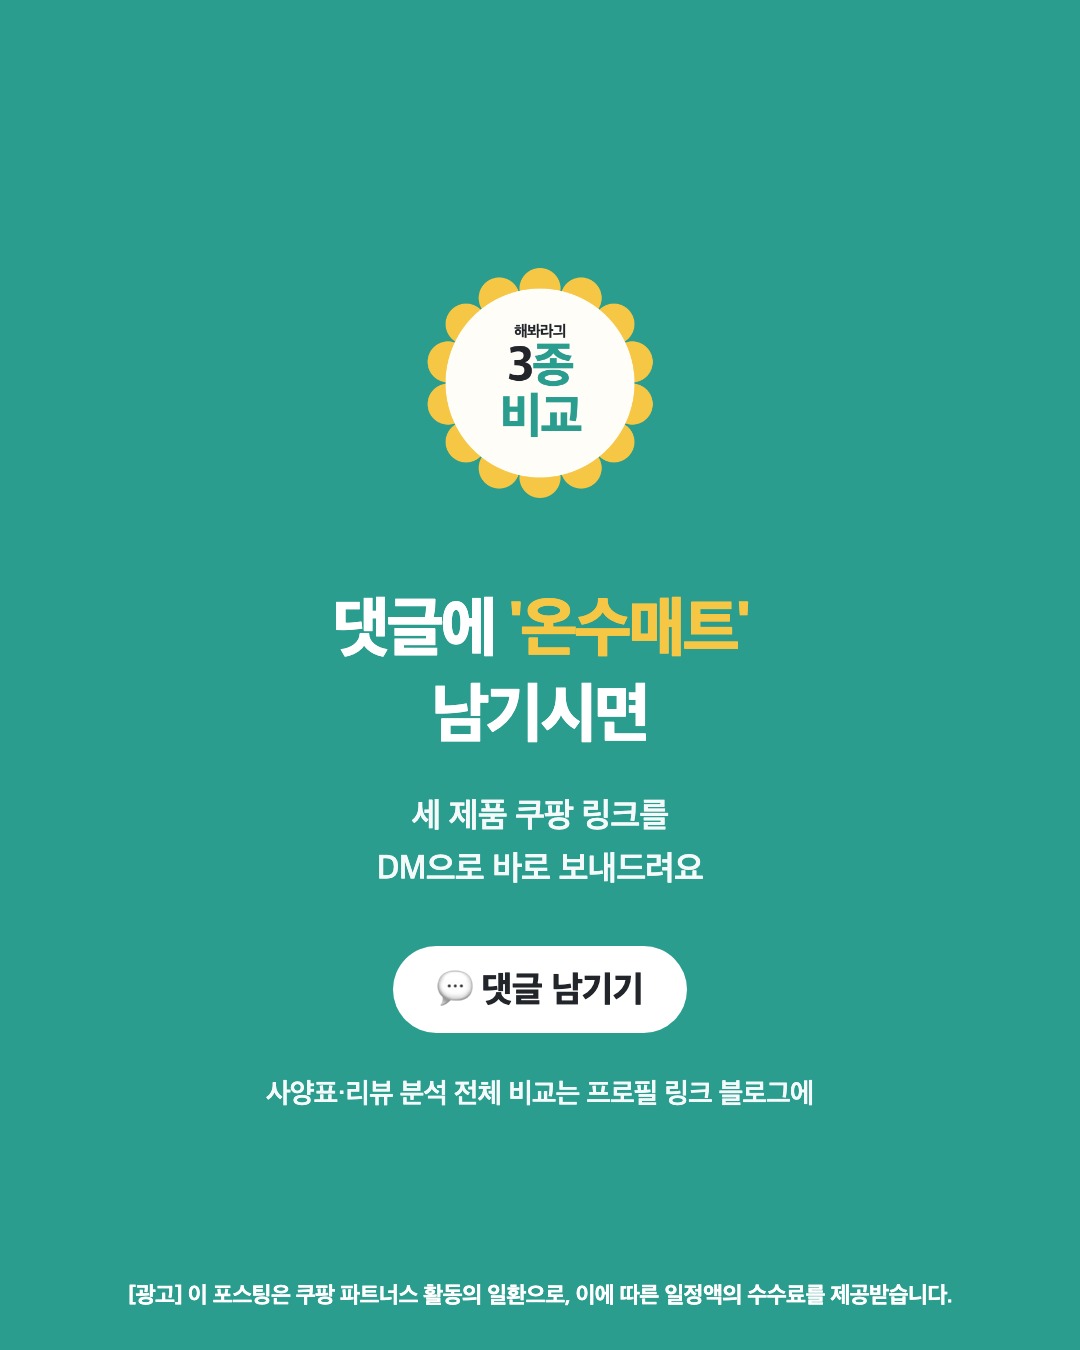 해봐라긔
3종
비교
댓글에 '온수매트'
남기시면
세 제품 쿠팡 링크를
DM으로 바로 보내드려요
💬 댓글 남기기
사양표·리뷰 분석 전체 비교는 프로필 링크 블로그에
[광고] 이 포스팅은 쿠팡 파트너스 활동의 일환으로, 이에 따른 일정액의 수수료를 제공받습니다.